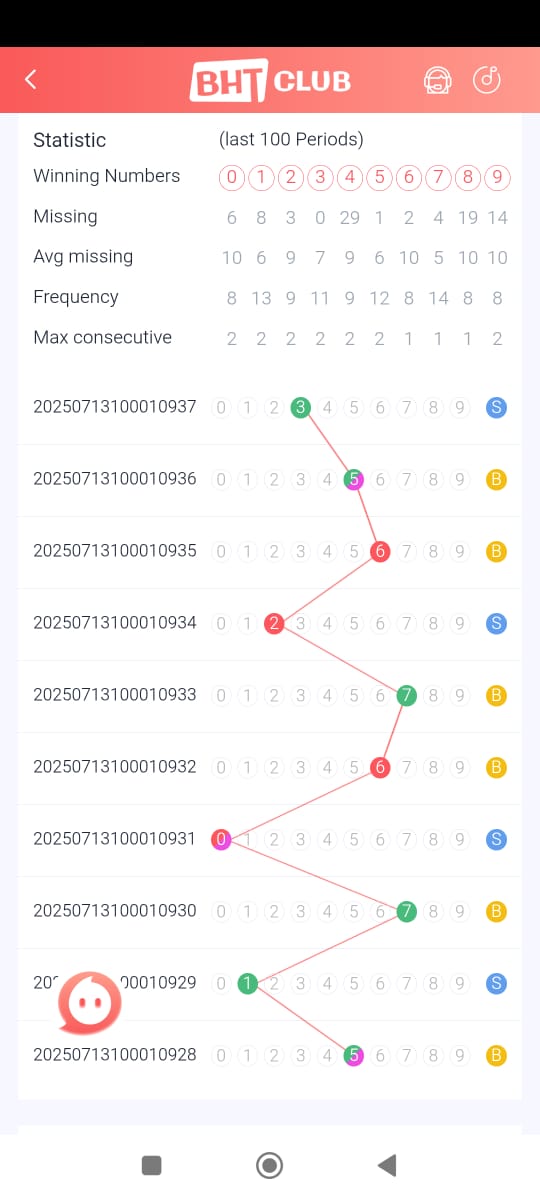 BHT CLUB
Statistic (last 100 Periods)
Winning Numbers 0 1 2 3 4 5 6 7 8 9
Missing 6 8 3 0 29 1 2 4 19 14
Avg missing 10 6 9 7 9 6 10 5 10 10
Frequency 8 13 9 11 9 12 8 14 8 8
Max consecutive 2 2 2 2 2 2 1 1 1 2
20250713100010937 0 1 2 3 4 5 6 7 8 9 S
20250713100010936 0 1 2 3 4 5 6 7 8 9 B
20250713100010935 0 1 2 3 4 5 6 7 8 9 B
20250713100010934 0 1 2 3 4 5 6 7 8 9 S
20250713100010933 0 1 2 3 4 5 6 7 8 9 B
20250713100010932 0 1 2 3 4 5 6 7 8 9 B
20250713100010931 0 1 2 3 4 5 6 7 8 9 S
20250713100010930 0 1 2 3 4 5 6 7 8 9 B
00010929 0 1 2 3 4 5 6 7 8 9 S
20250713100010928 0 1 2 3 4 5 6 7 8 9 B